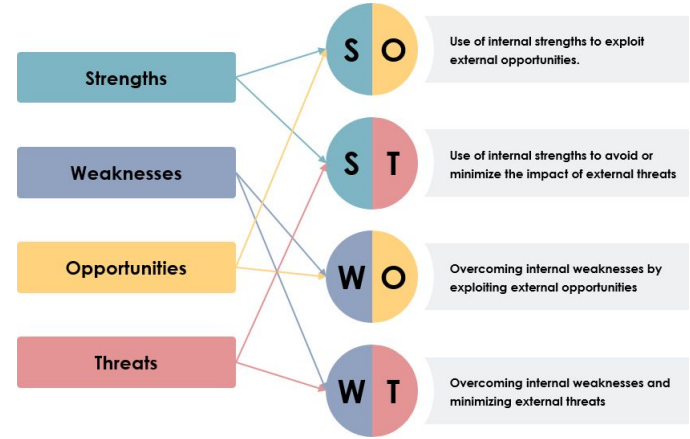 Strengths
Weaknesses
Opportunities
Threats
S O
Use of internal strengths to exploit
external opportunities.
S T
Use of internal strengths to avoid or
minimize the impact of external threats
W O
Overcoming internal weaknesses by
exploiting external opportunities
W T
Overcoming internal weaknesses and
minimizing external threats